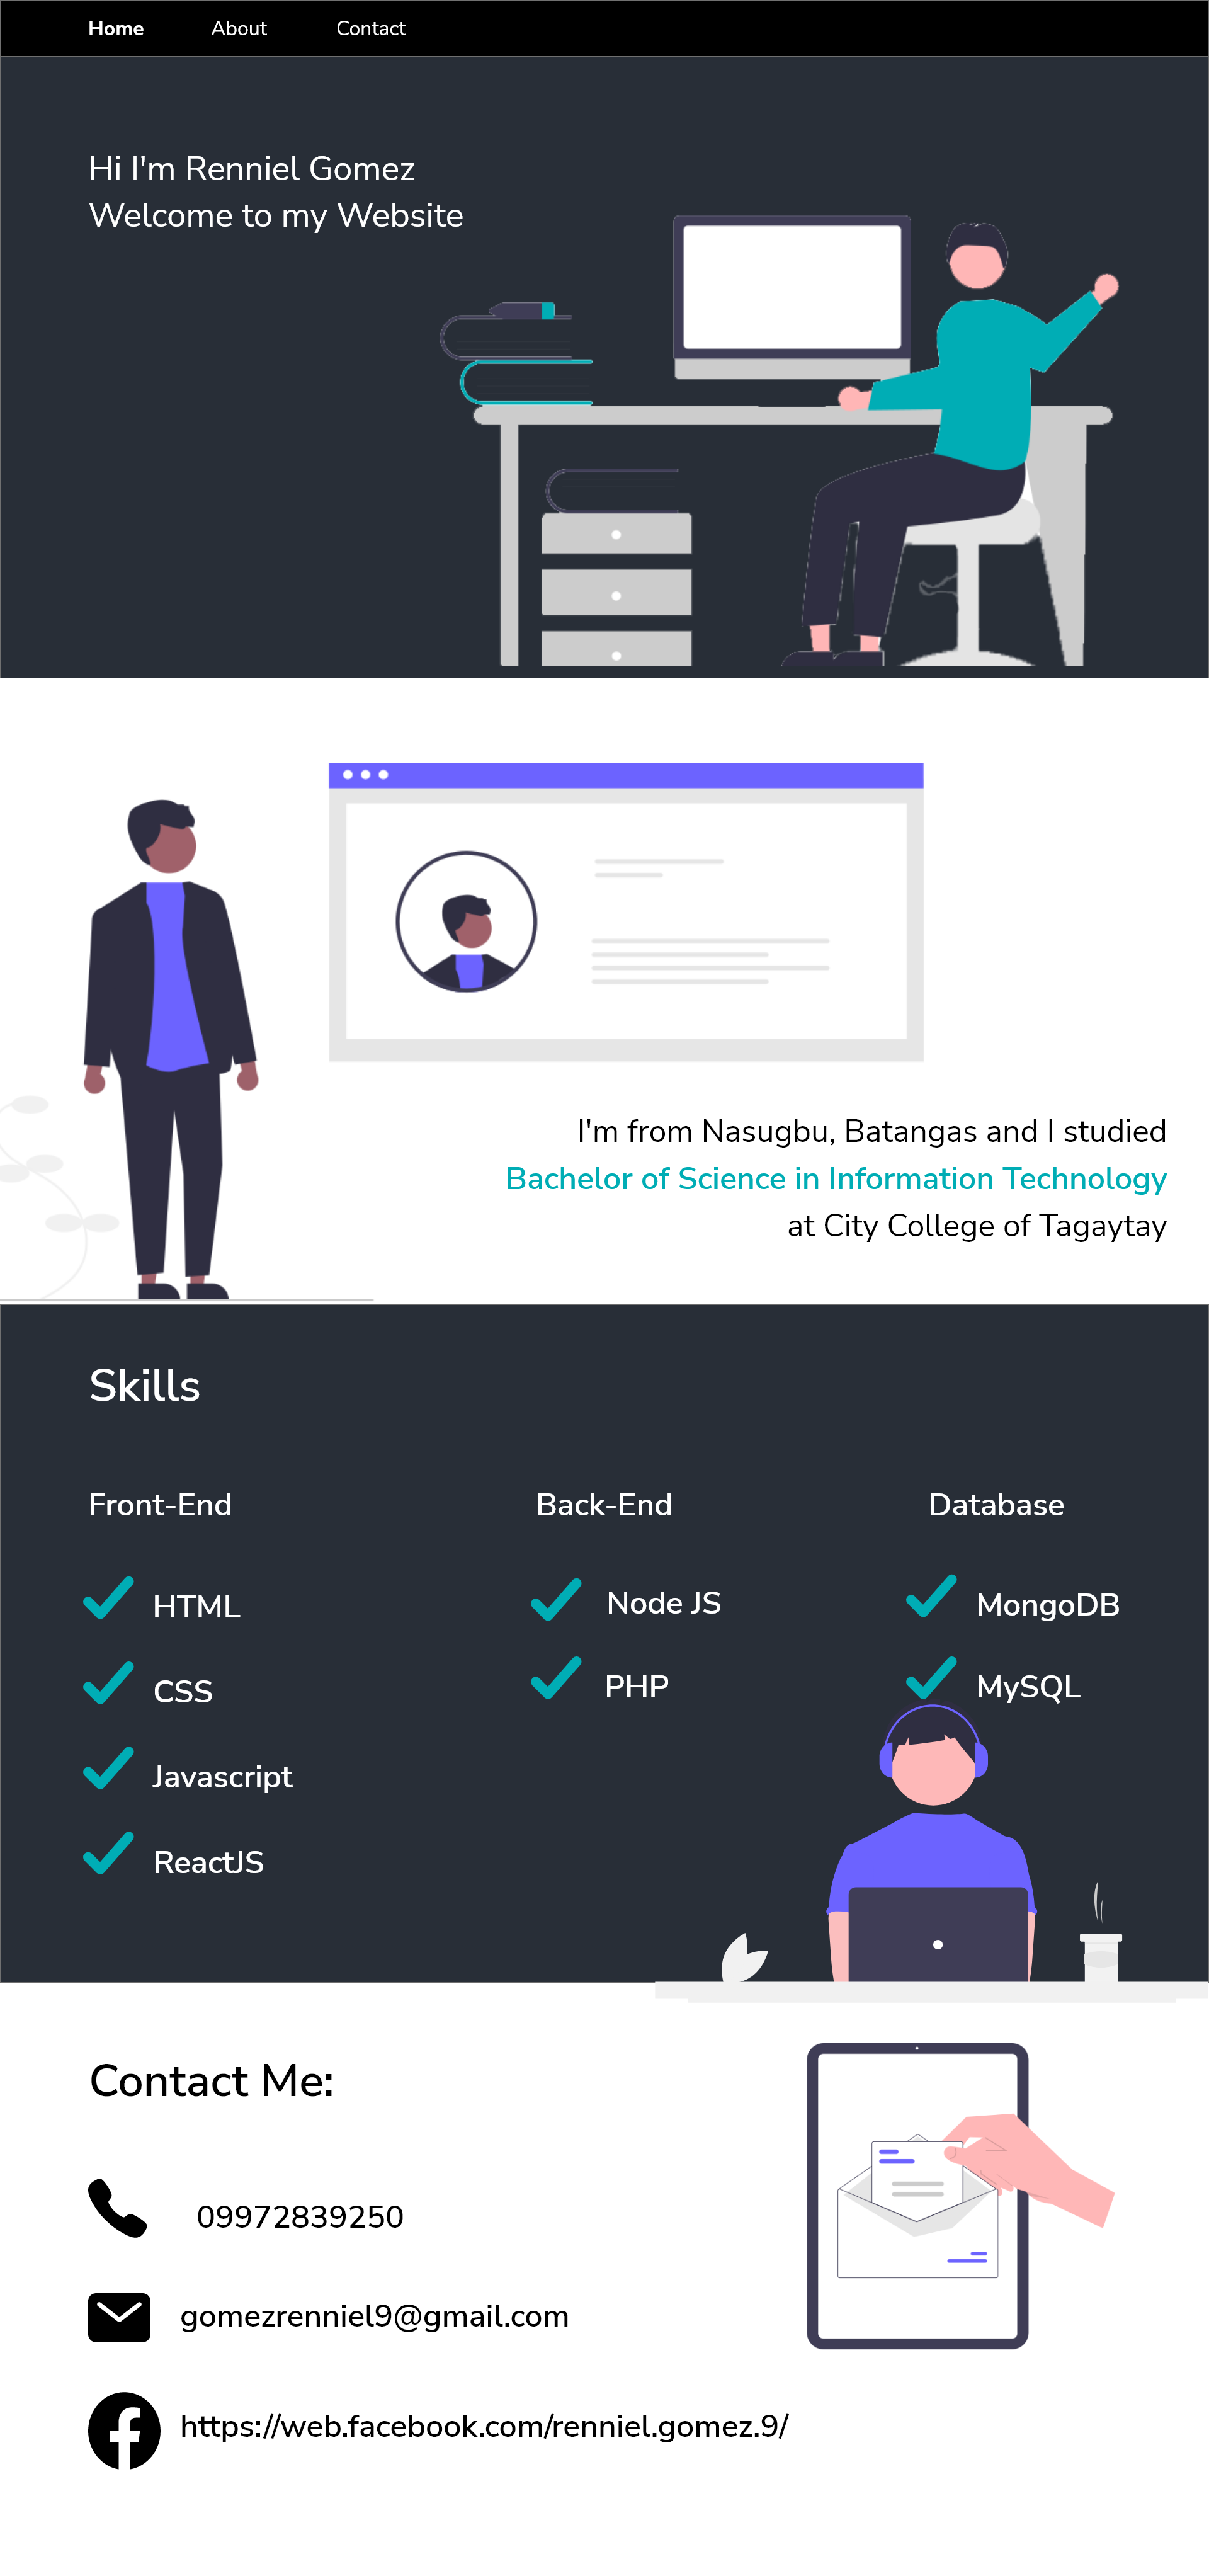 Home About Contact
Hi I'm Renniel Gomez
Welcome to my Website
I'm from Nasugbu, Batangas and I studied
Bachelor of Science in Information Technology
at City College of Tagaytay
Skills
Front-End
HTML
CSS
Javascript
ReactJS
Back-End
Node JS
PHP
Database
MongoDB
MySQL
Contact Me:
09972839250
gomezrenniel9@gmail.com
https://web.facebook.com/renniel.gomez.9/